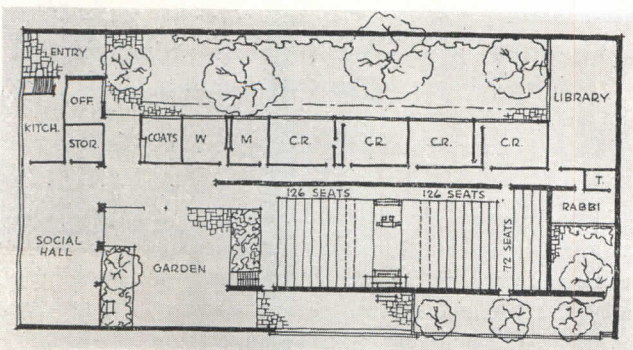 ENTRY
OFF.
LIBRARY
KITCH.
STOR.
COATS
W
M
C.R.
C.R.
C.R.
C.R.
T.
126 SEATS
126 SEATS
RABBI
72 SEATS
SOCIAL
HALL
GARDEN